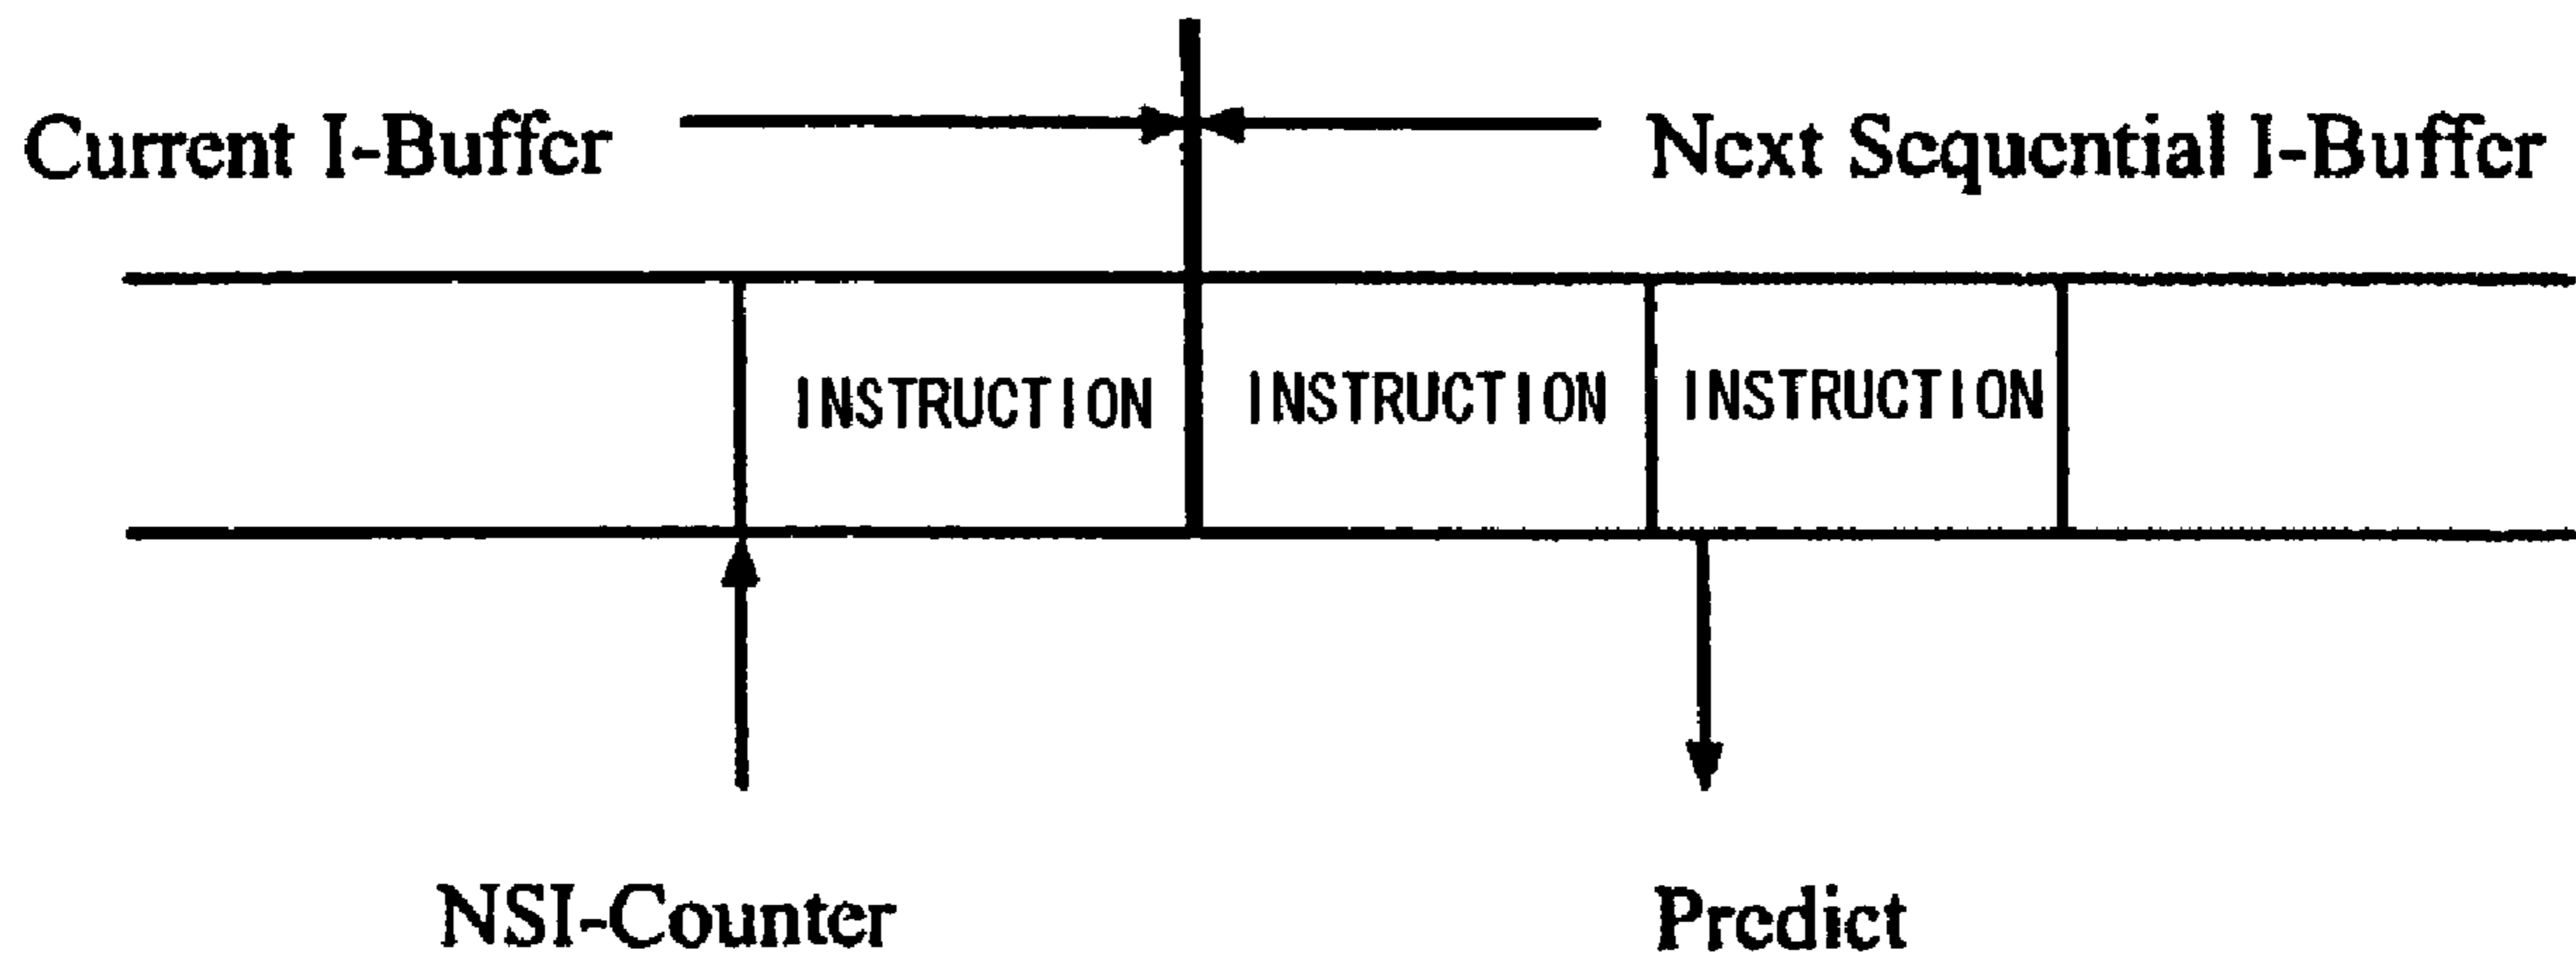 Current I-Buffer
Next Sequential I-Buffer
INSTRUCTION INSTRUCTION INSTRUCTION
NSI-Counter
Predict